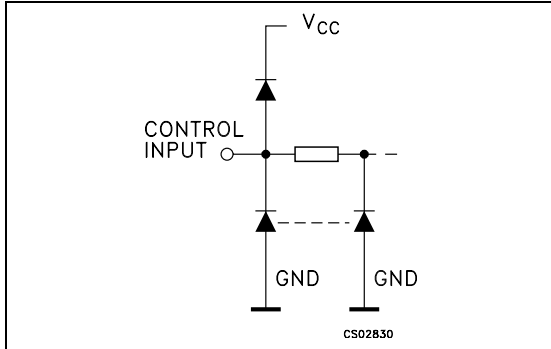 VCC
CONTROL
INPUT
GND
GND
CS02830